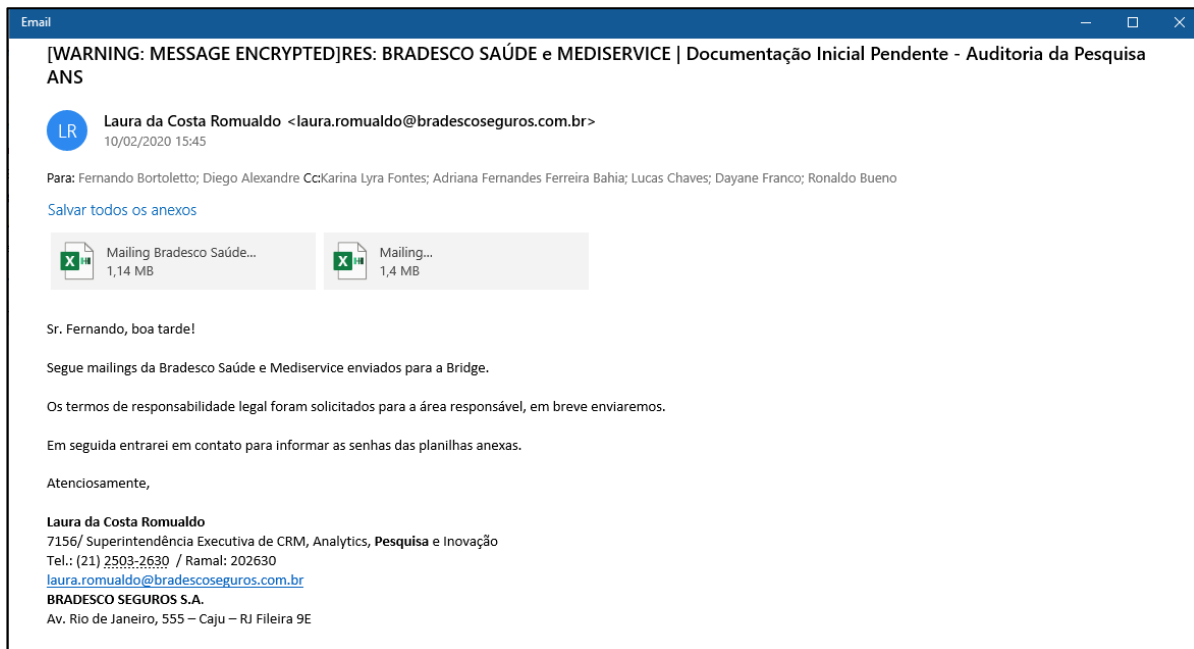 Email
[WARNING: MESSAGE ENCRYPTED]RES: BRADESCO SAÚDE e MEDISERVICE | Documentação Inicial Pendente - Auditoria da Pesquisa
ANS
LR
Laura da Costa Romualdo <laura.romualdo@bradescoseguros.com.br>
10/02/2020 15:45
Para: Fernando Bortoletto; Diego Alexandre Cc:Karina Lyra Fontes; Adriana Fernandes Ferreira Bahia; Lucas Chaves; Dayane Franco; Ronaldo Bueno
Salvar todos os anexos
Mailing Bradesco Saúde...
1,14 MB
Mailing...
1,4 MB
Sr. Fernando, boa tarde!
Segue mailings da Bradesco Saúde e Mediservice enviados para a Bridge.
Os termos de responsabilidade legal foram solicitados para a área responsável, em breve enviaremos.
Em seguida entrarei em contato para informar as senhas das planilhas anexas.
Atenciosamente,
Laura da Costa Romualdo
7156/ Superintendência Executiva de CRM, Analytics, Pesquisa e Inovação
Tel.: (21) 2503-2630 / Ramal: 202630
laura.romualdo@bradescoseguros.com.br
BRADESCO SEGUROS S.A.
Av. Rio de Janeiro, 555 – Caju – RJ Fileira 9E